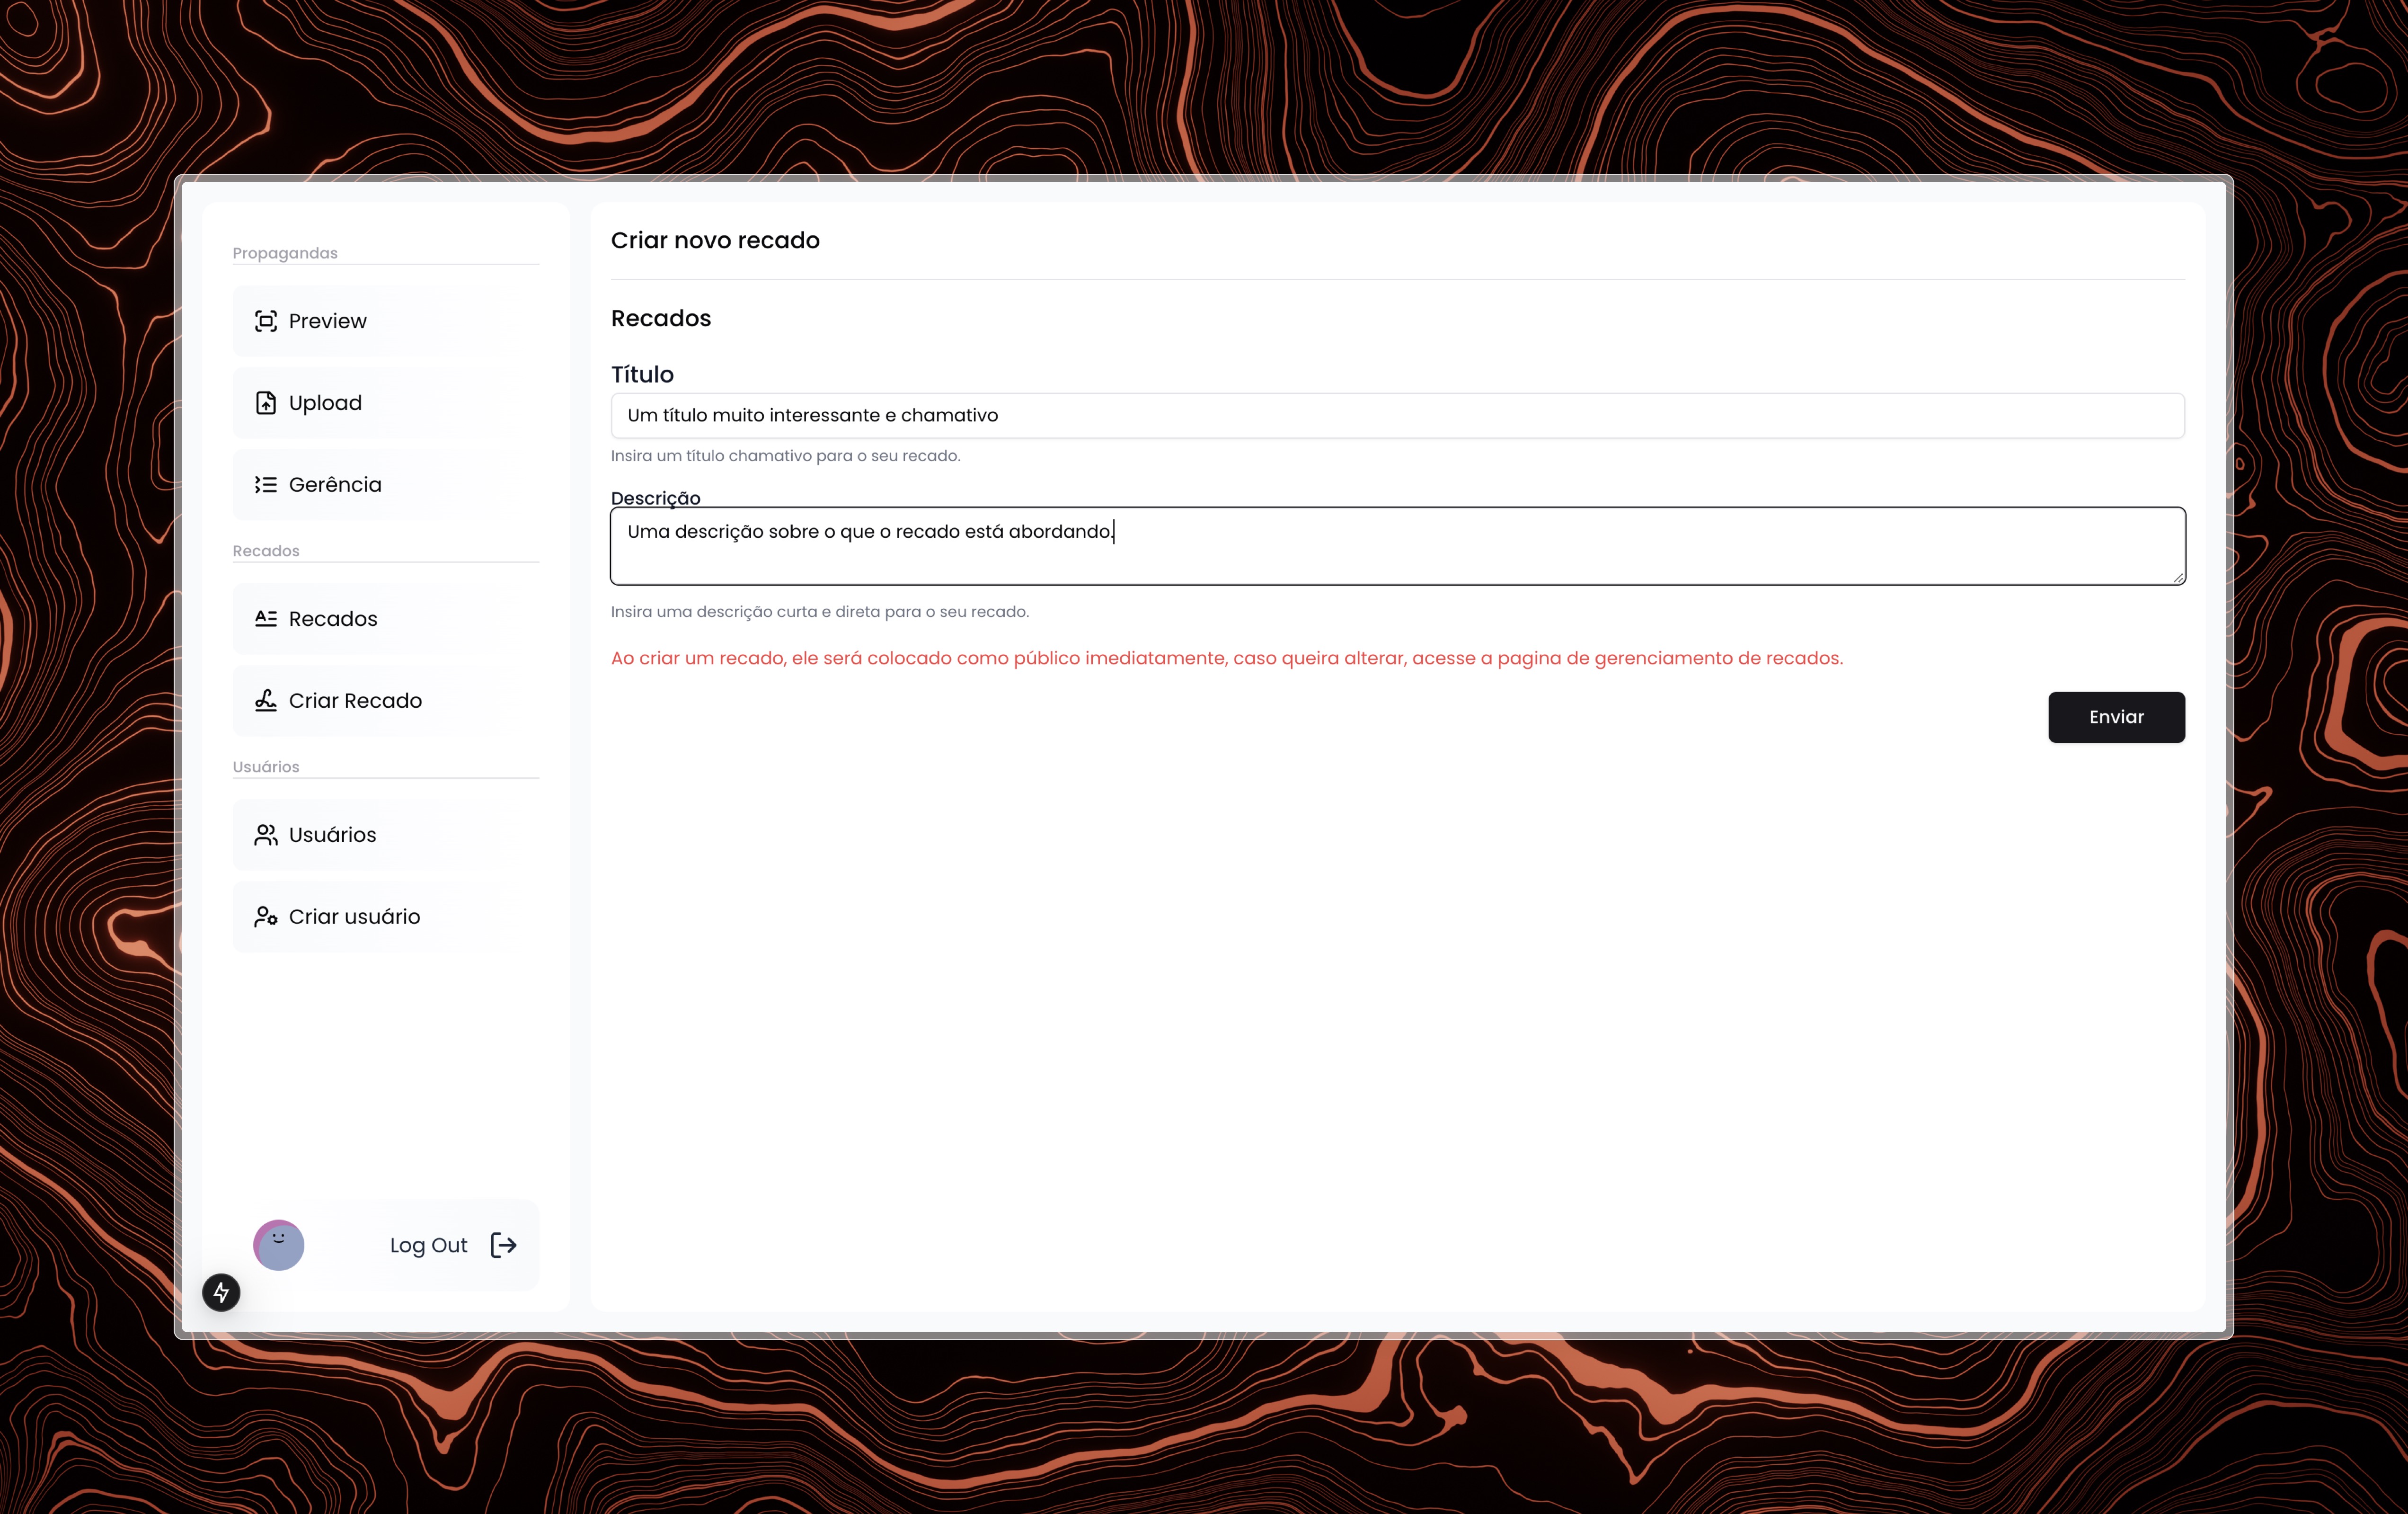 Propagandas
Preview
Upload
Gerência
Recados
Recados
Criar Recado
Usuários
Usuários
Criar usuário
Log Out
Criar novo recado
Recados
Título
Um título muito interessante e chamativo
Insira um título chamativo para o seu recado.
Descrição
Uma descrição sobre o que o recado está abordando.
Insira uma descrição curta e direta para o seu recado.
Ao criar um recado, ele será colocado como público imediatamente, caso queira alterar, acesse a pagina de gerenciamento de recados.
Enviar